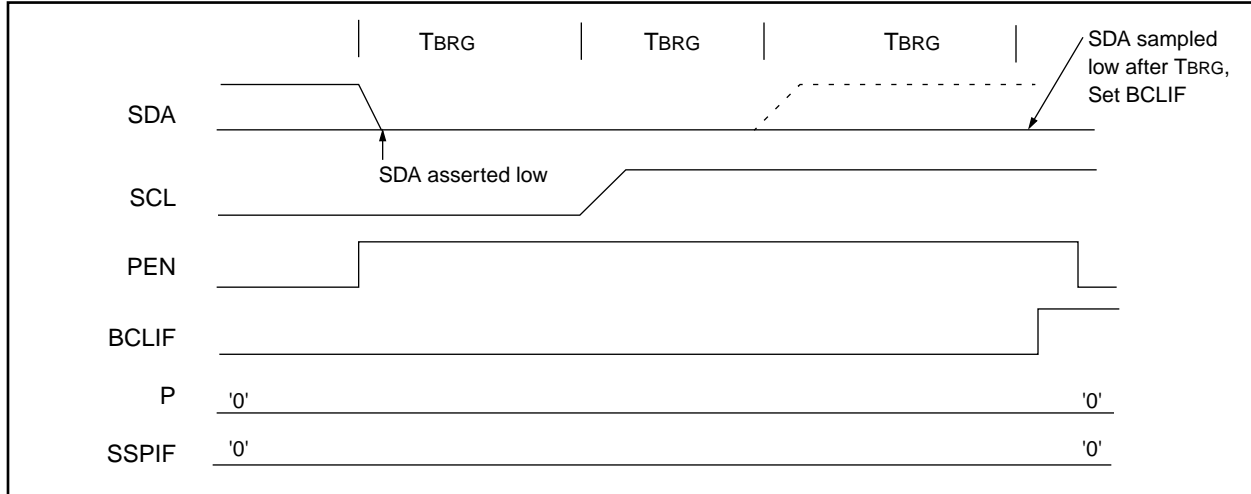 TBRG TBRG TBRG
SDA sampled
low after TBRG,
Set BCLIF
SDA
SDA asserted low
SCL
PEN
BCLIF
P '0' '0'
SSPIF '0' '0'